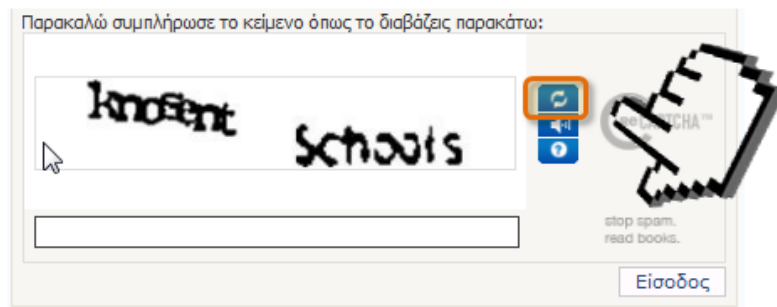 Παρακαλώ συμπλήρωσε το κείμενο όπως το διαβάζεις παρακάτω:
knosent schools
stop spam.
read books.
Είσοδος